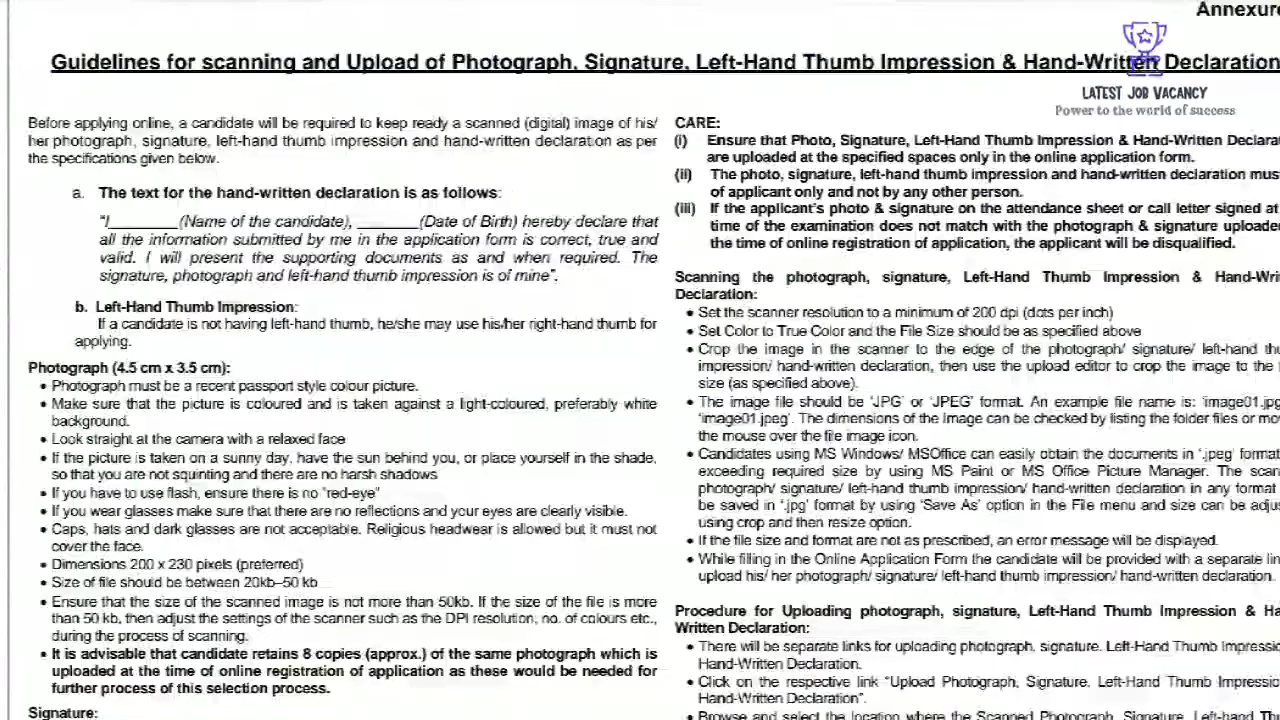 Annexure
Guidelines for scanning and Upload of Photograph, Signature, Left-Hand Thumb Impression & Hand-Written Declaration
LATEST JOB VACANCY
Power to the world of success
Before applying online, a candidate will be required to keep ready a scanned (digital) image of his/
her photograph, signature, left-hand thumb impression and hand-written declaration as per
the specifications given below.
a. The text for the hand-written declaration is as follows:
"I_______(Name of the candidate), _______(Date of Birth) hereby declare that
all the information submitted by me in the application form is correct, true and
valid. I will present the supporting documents as and when required. The
signature, photograph and left-hand thumb impression is of mine".
b. Left-Hand Thumb Impression:
If a candidate is not having left-hand thumb, he/she may use his/her right-hand thumb for
applying.
Photograph (4.5 cm x 3.5 cm):
• Photograph must be a recent passport style colour picture.
• Make sure that the picture is coloured and is taken against a light-coloured, preferably white
background.
• Look straight at the camera with a relaxed face
• If the picture is taken on a sunny day, have the sun behind you, or place yourself in the shade,
so that you are not squinting and there are no harsh shadows
• If you have to use flash, ensure there is no "red-eye"
• If you wear glasses make sure that there are no reflections and your eyes are clearly visible.
• Caps, hats and dark glasses are not acceptable. Religious headwear is allowed but it must not
cover the face.
• Dimensions 200 x 230 pixels (preferred)
• Size of file should be between 20kb–50 kb
• Ensure that the size of the scanned image is not more than 50kb. If the size of the file is more
than 50 kb, then adjust the settings of the scanner such as the DPI resolution, no. of colours etc.,
during the process of scanning.
• It is advisable that candidate retains 8 copies (approx.) of the same photograph which is
uploaded at the time of online registration of application as these would be needed for
further process of this selection process.
Signature:
CARE:
(i) Ensure that Photo, Signature, Left-Hand Thumb Impression & Hand-Written Declara
are uploaded at the specified spaces only in the online application form.
(ii) The photo, signature, left-hand thumb impression and hand-written declaration mus
of applicant only and not by any other person.
(iii) If the applicant's photo & signature on the attendance sheet or call letter signed at
time of the examination does not match with the photograph & signature uploade
the time of online registration of application, the applicant will be disqualified.
Scanning the photograph, signature, Left-Hand Thumb Impression & Hand-Wri
Declaration:
• Set the scanner resolution to a minimum of 200 dpi (dots per inch)
• Set Color to True Color and the File Size should be as specified above
• Crop the image in the scanner to the edge of the photograph/ signature/ left-hand thu
impression/ hand-written declaration, then use the upload editor to crop the image to the
size (as specified above).
• The image file should be 'JPG' or 'JPEG' format. An example file name is: 'image01.jpg
'image01.jpeg'. The dimensions of the Image can be checked by listing the folder files or mo
the mouse over the file image icon.
• Candidates using MS Windows/ MSOffice can easily obtain the documents in '.jpeg' format
exceeding required size by using MS Paint or MS Office Picture Manager. The scan
photograph/ signature/ left-hand thumb impression/ hand-written declaration in any format
be saved in '.jpg' format by using 'Save As' option in the File menu and size can be adju
using crop and then resize option.
• If the file size and format are not as prescribed, an error message will be displayed.
• While filling in the Online Application Form the candidate will be provided with a separate lin
upload his/ her photograph/ signature/ left-hand thumb impression/ hand-written declaration.
Procedure for Uploading photograph, signature, Left-Hand Thumb Impression & Ha
Written Declaration:
• There will be separate links for uploading photograph, signature, Left-Hand Thumb Impressio
Hand-Written Declaration.
• Click on the respective link "Upload Photograph, Signature, Left-Hand Thumb Impressio
Hand-Written Declaration".
• Browse and select the location where the Scanned Photograph, Signature, Left-hand Thu